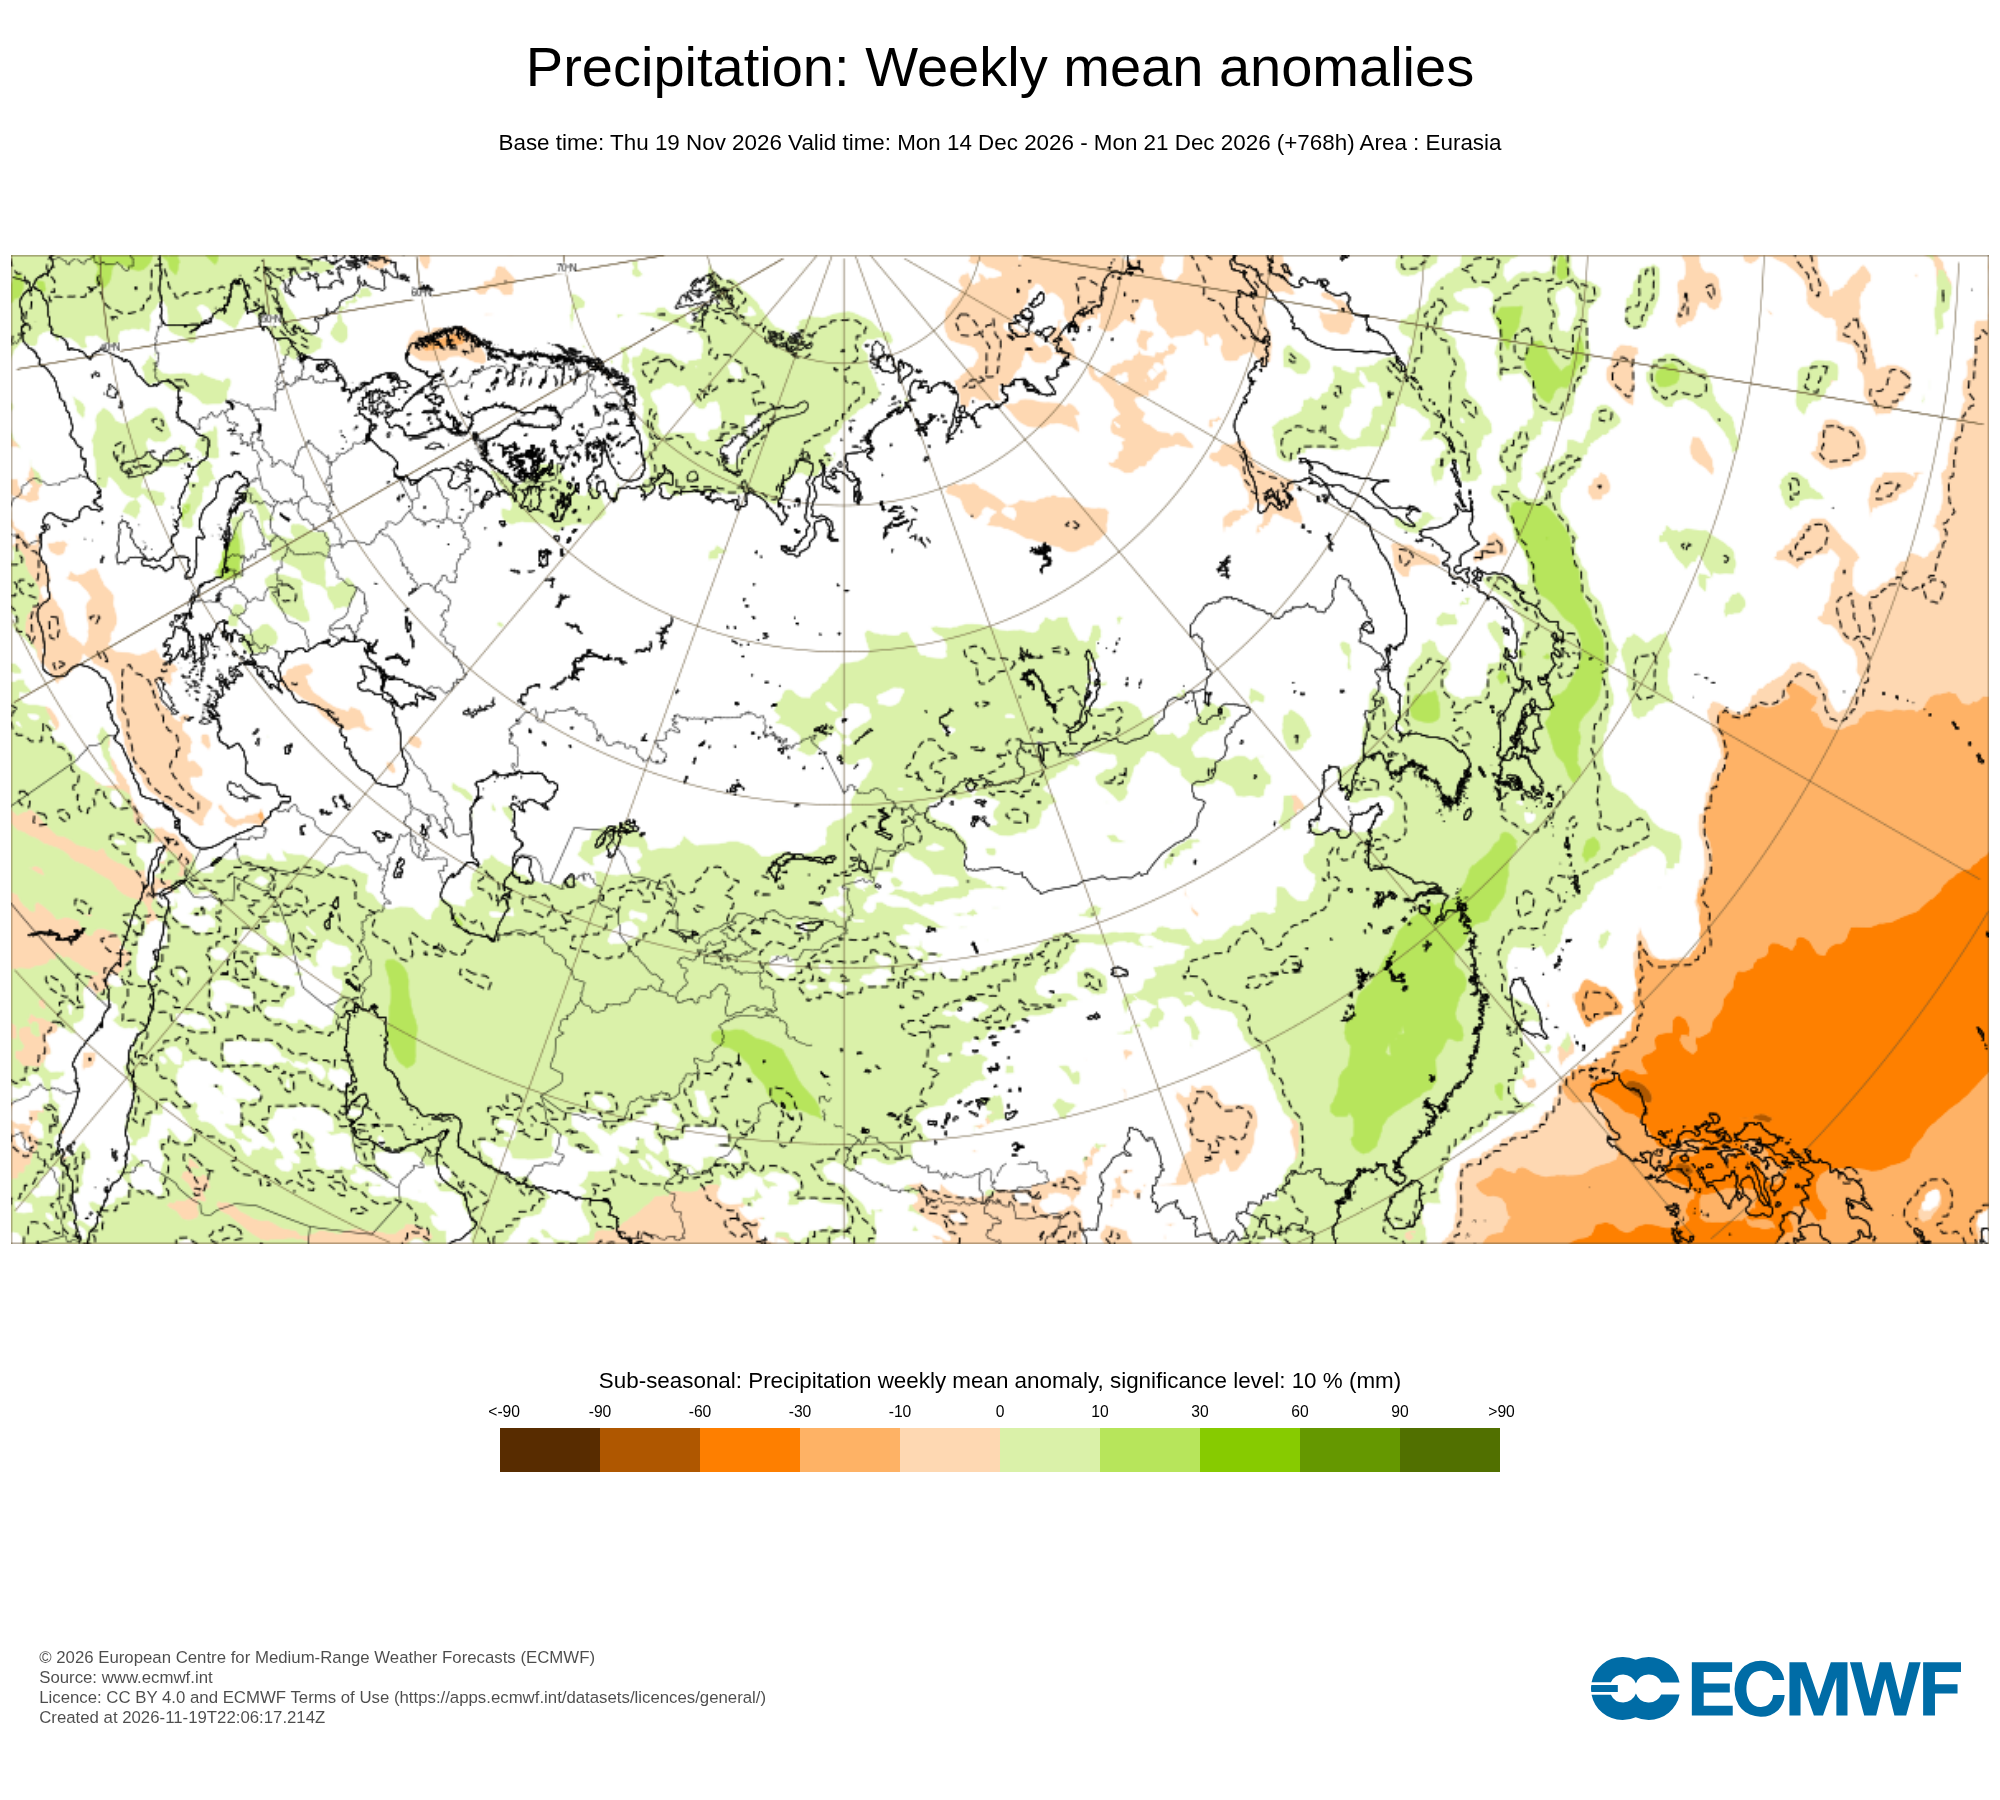 Precipitation: Weekly mean anomalies
Base time: Thu 19 Nov 2026 Valid time: Mon 14 Dec 2026 - Mon 21 Dec 2026 (+768h) Area : Eurasia
70°N
60°N
50°N
40°N
Sub-seasonal: Precipitation weekly mean anomaly, significance level: 10 % (mm)
<-90 -90 -60 -30 -10 0 10 30 60 90 >90
© 2026 European Centre for Medium-Range Weather Forecasts (ECMWF)
Source: www.ecmwf.int
Licence: CC BY 4.0 and ECMWF Terms of Use (https://apps.ecmwf.int/datasets/licences/general/)
Created at 2026-11-19T22:06:17.214Z
ECMWF